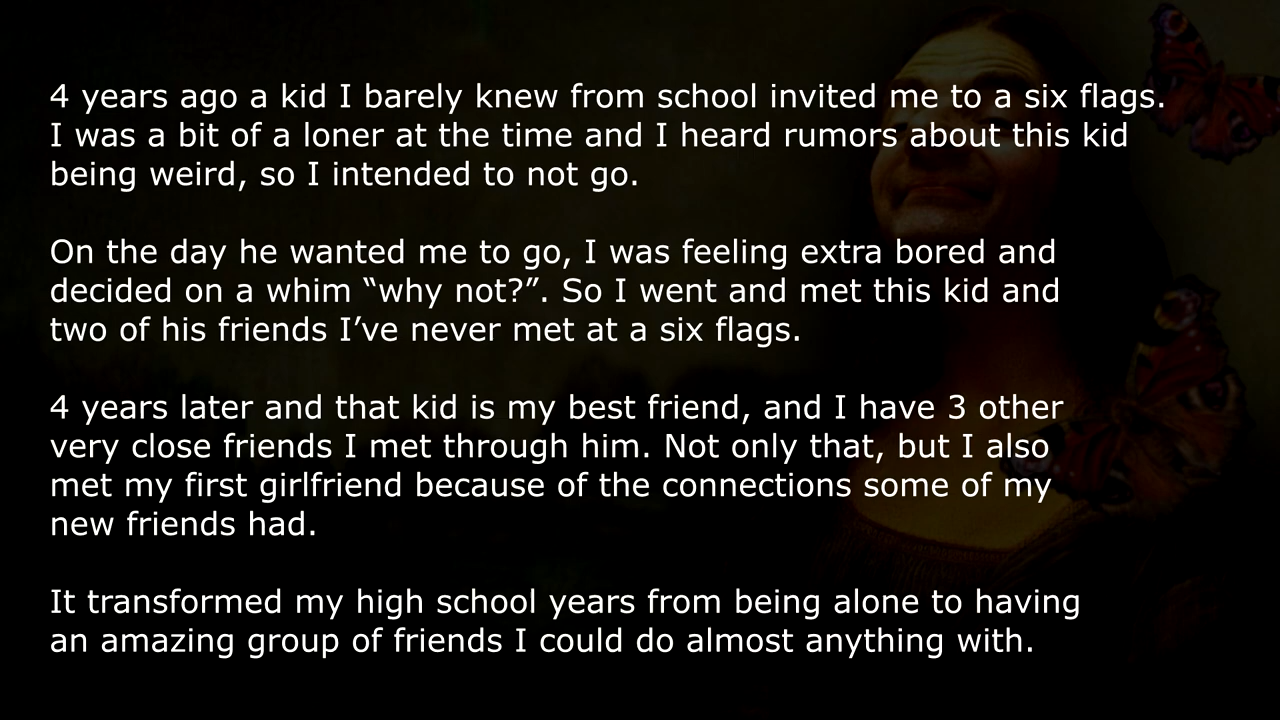 4 years ago a kid I barely knew from school invited me to a six flags.
I was a bit of a loner at the time and I heard rumors about this kid
being weird, so I intended to not go.
On the day he wanted me to go, I was feeling extra bored and
decided on a whim “why not?”. So I went and met this kid and
two of his friends I’ve never met at a six flags.
4 years later and that kid is my best friend, and I have 3 other
very close friends I met through him. Not only that, but I also
met my first girlfriend because of the connections some of my
new friends had.
It transformed my high school years from being alone to having
an amazing group of friends I could do almost anything with.